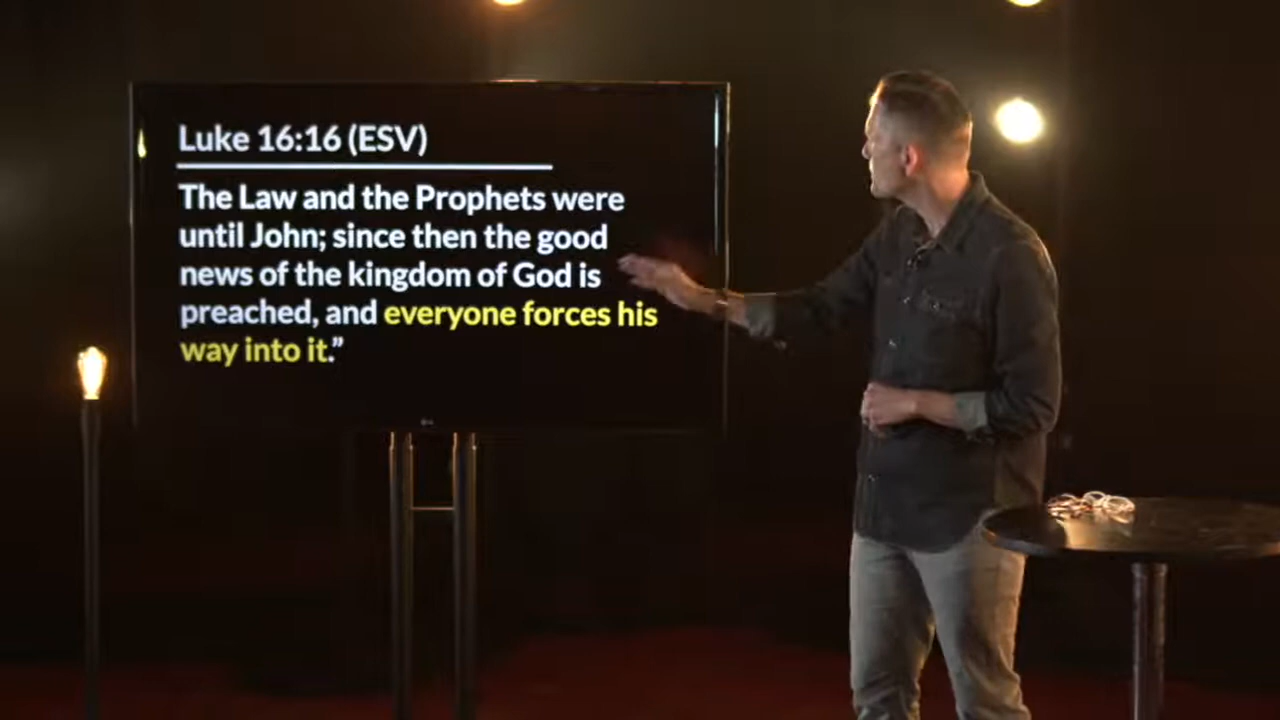 Luke 16:16 (ESV)
The Law and the Prophets were
until John; since then the good
news of the kingdom of God is
preached, and everyone forces his
way into it.”